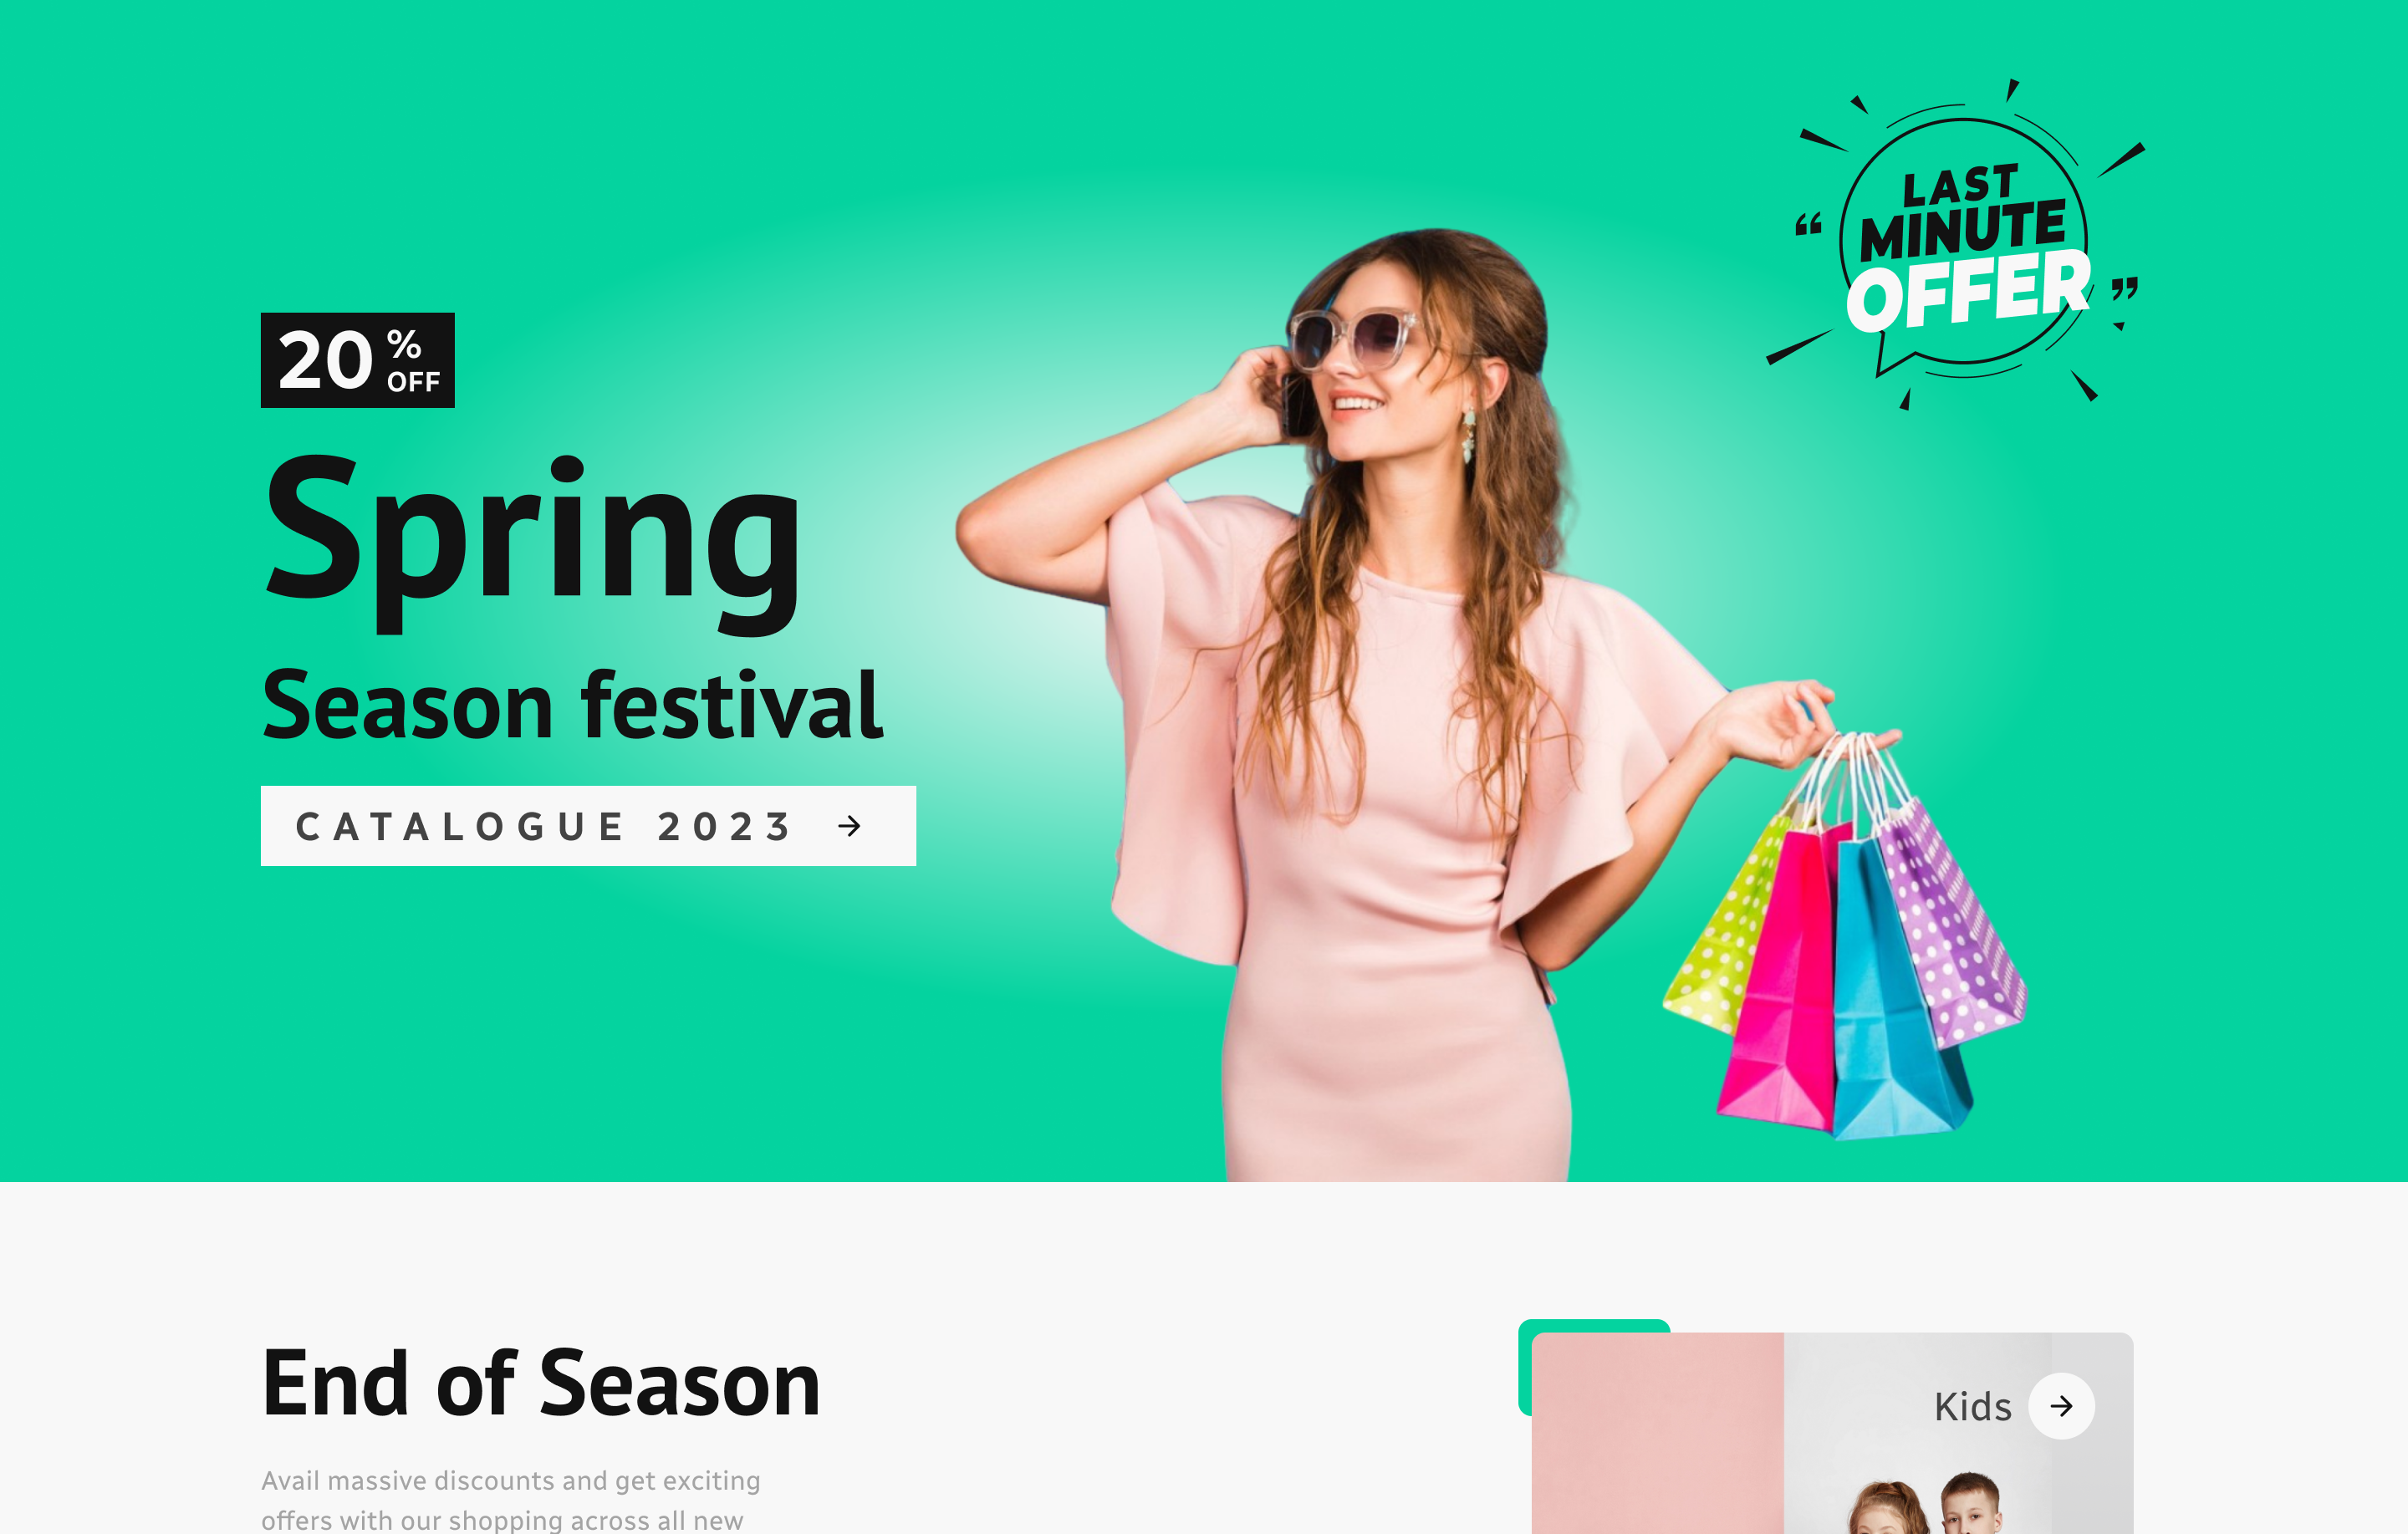 LAST
MINUTE
“
OFFER
”
20 %
OFF
Spring
Season festival
CATALOGUE 2023 →
End of Season
Kids →
Avail massive discounts and get exciting
offers with our shopping across all new